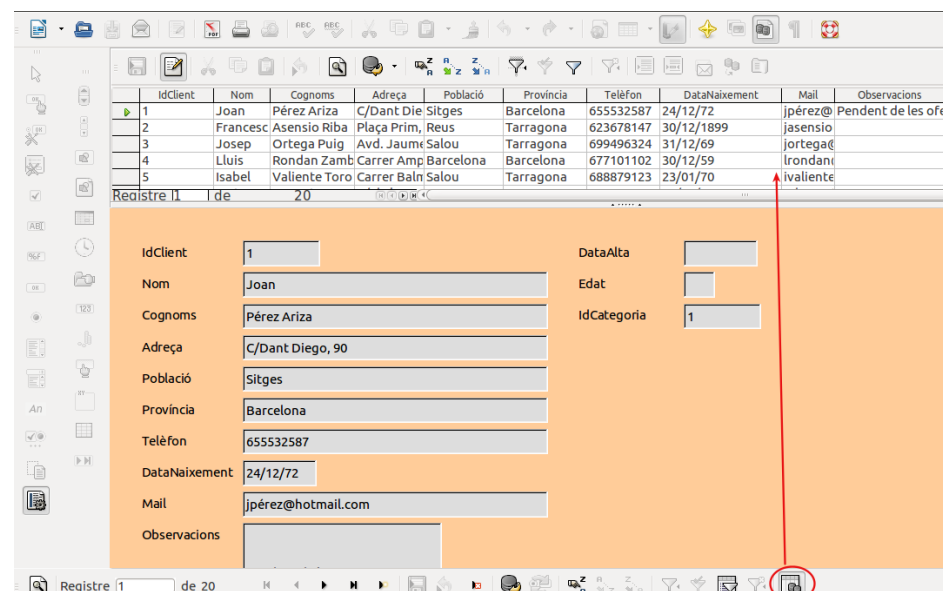 IdClient Nom Cognoms Adreça Població Província Telèfon DataNaixement Mail Observacions
1 Joan Pérez Ariza C/Dant Die Sitges Barcelona 655532587 24/12/72 jpérez@ Pendent de les ofe
2 Francesc Asensio Riba Plaça Prim, Reus Tarragona 623678147 30/12/1899 jasensio
3 Josep Ortega Puig Avd. Jaume Salou Tarragona 699496324 31/12/69 jortega@
4 Lluis Rondan Zamb Carrer Amp Barcelona Barcelona 677101102 30/12/59 lrondan
5 Isabel Valiente Toro Carrer Balm Salou Tarragona 688879123 23/01/70 ivaliente
Registre 1 de 20
IdClient 1 DataAlta
Nom Joan Edat
Cognoms Pérez Ariza IdCategoria 1
Adreça C/Dant Diego, 90
Població Sitges
Província Barcelona
Telèfon 655532587
DataNaixement 24/12/72
Mail jpérez@hotmail.com
Observacions
Registre 1 de 20